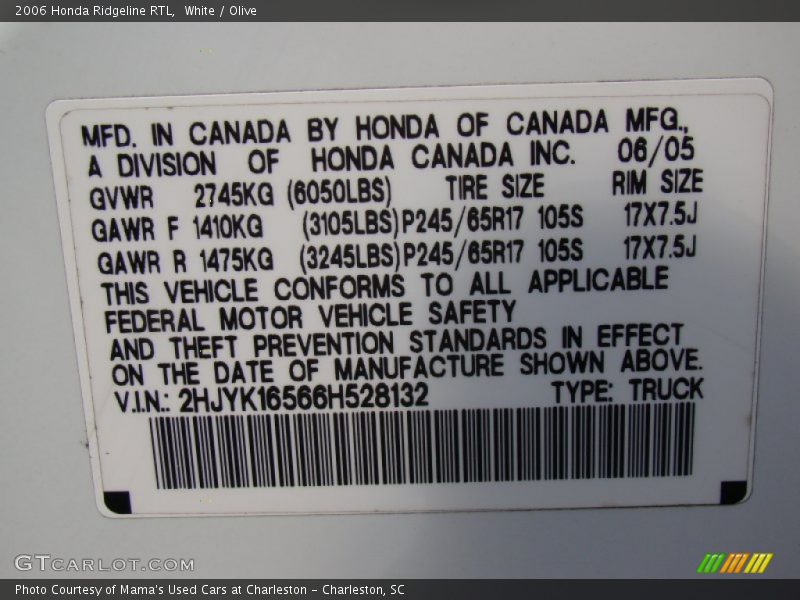 2006 Honda Ridgeline RTL, White / Olive
MFD. IN CANADA BY HONDA OF CANADA MFG.,
A DIVISION OF HONDA CANADA INC. 06/05
GVWR 2745KG (6050LBS) TIRE SIZE RIM SIZE
GAWR F 1410KG (3105LBS) P245/65R17 105S 17X7.5J
GAWR R 1475KG (3245LBS) P245/65R17 105S 17X7.5J
THIS VEHICLE CONFORMS TO ALL APPLICABLE
FEDERAL MOTOR VEHICLE SAFETY
AND THEFT PREVENTION STANDARDS IN EFFECT
ON THE DATE OF MANUFACTURE SHOWN ABOVE.
V.I.N.: 2HJYK16566H528132 TYPE: TRUCK
GTCarLot.com
Photo Courtesy of Mama's Used Cars at Charleston - Charleston, SC